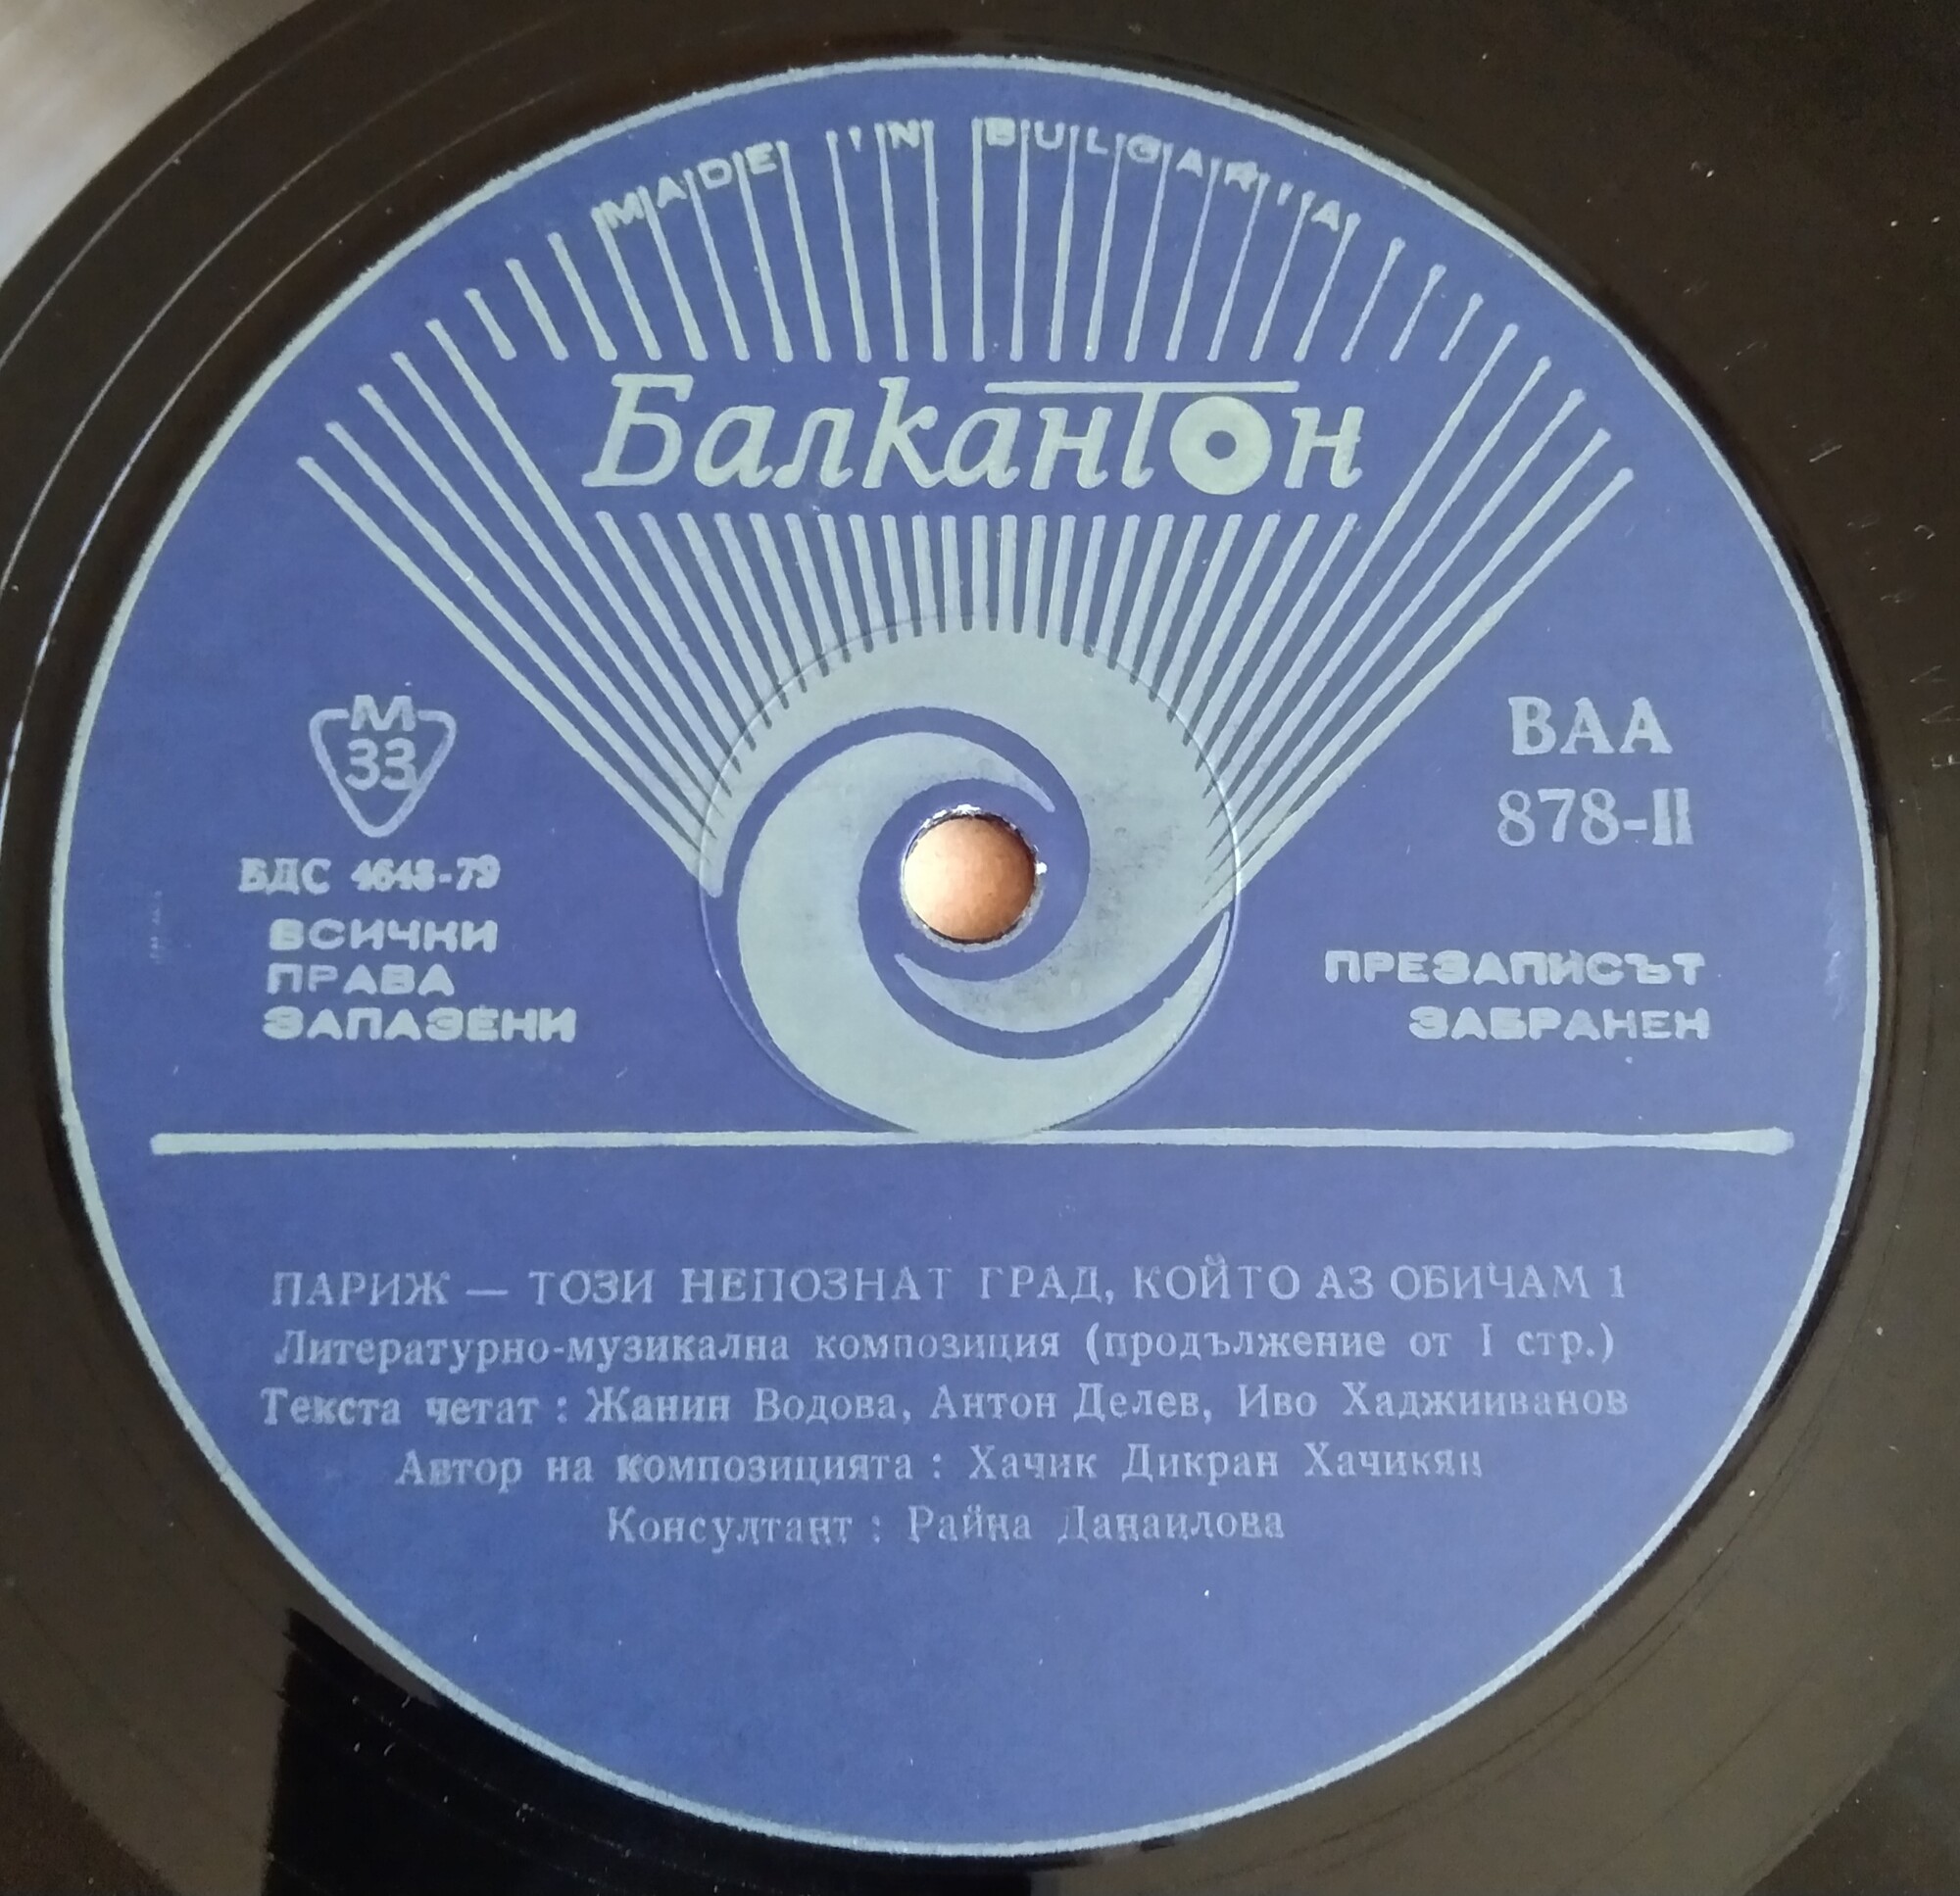 MADE IN BULGARIA
Балкантон
М
33
БДС 4648-79
ВСИЧКИ
ПРАВА
ЗАПАЗЕНИ
ВАА
878-II
ПРЕЗАПИСЪТ
ЗАБРАНЕН
ПАРИЖ — ТОЗИ НЕПОЗНАТ ГРАД, КОЙТО АЗ ОБИЧАМ 1
Литературно-музикална композиция (продължение от I стр.)
Текста четат : Жанин Водова, Антон Делев, Иво Хаджииванов
Автор на композицията : Хачик Дикран Хачикян
Консултант : Райна Данаилова